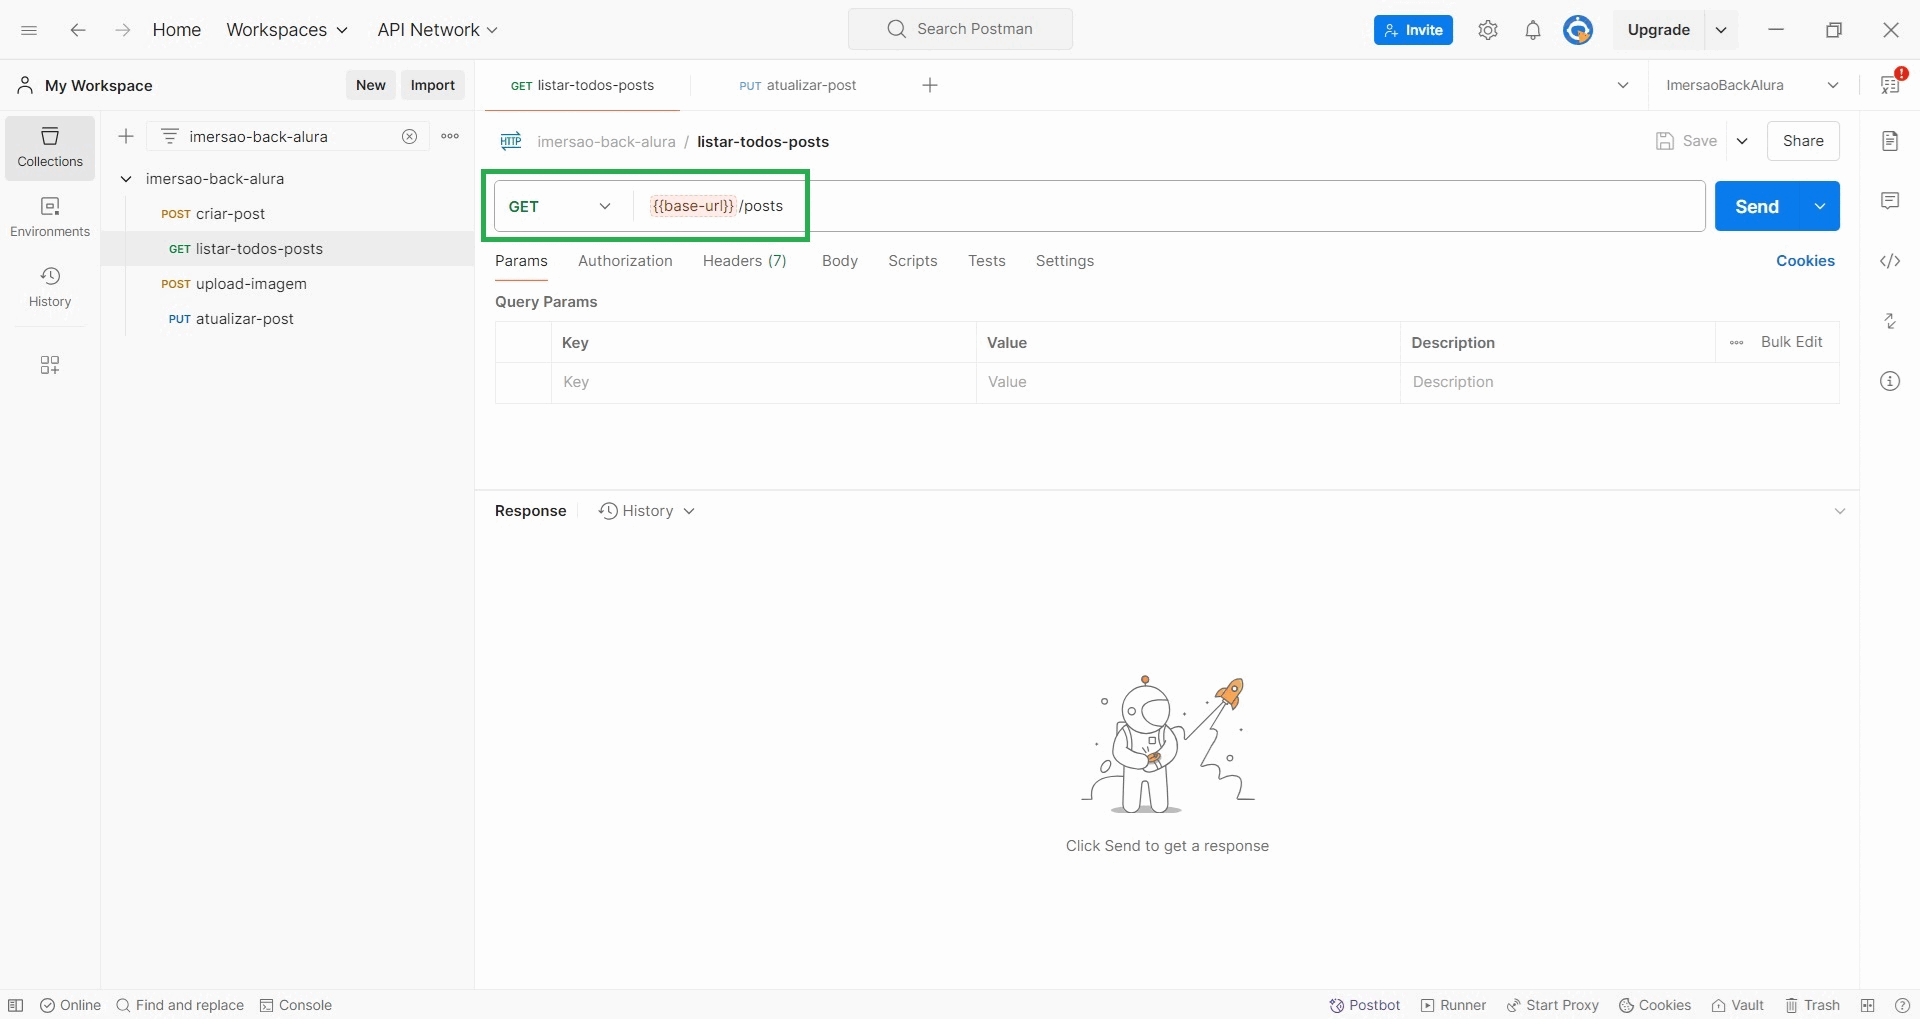 Home
Workspaces
API Network
Search Postman
Invite
Upgrade
My Workspace
New
Import
GET listar-todos-posts
PUT atualizar-post
ImersaoBackAlura
!
Collections
Environments
History
imersao-back-alura
imersao-back-alura
POST criar-post
GET listar-todos-posts
POST upload-imagem
PUT atualizar-post
HTTP
imersao-back-alura / listar-todos-posts
Save
Share
GET
{{base-url}} /posts
Send
Params
Authorization
Headers (7)
Body
Scripts
Tests
Settings
Cookies
Query Params
Key
Value
Description
Bulk Edit
Key
Value
Description
Response
History
Click Send to get a response
Online
Find and replace
Console
Postbot
Runner
Start Proxy
Cookies
Vault
Trash